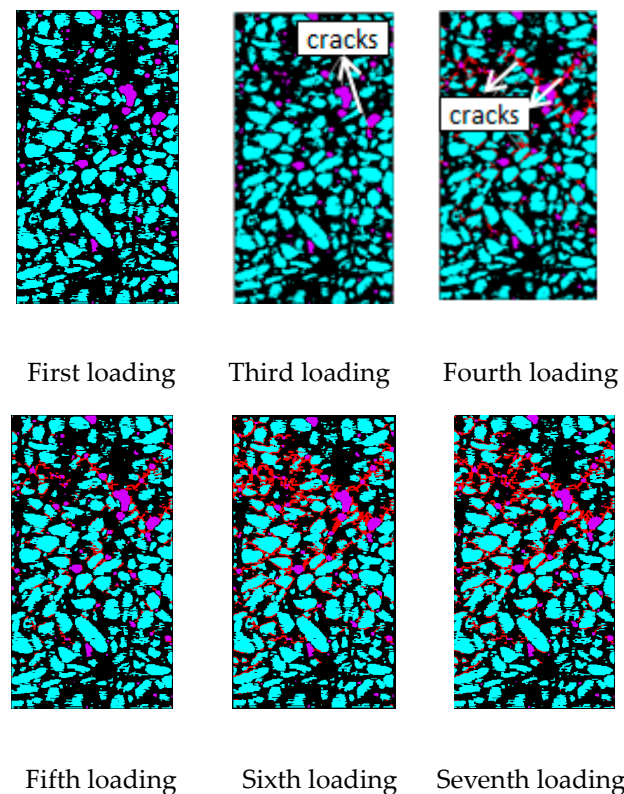 cracks
cracks
First loading
Third loading
Fourth loading
Fifth loading
Sixth loading
Seventh loading